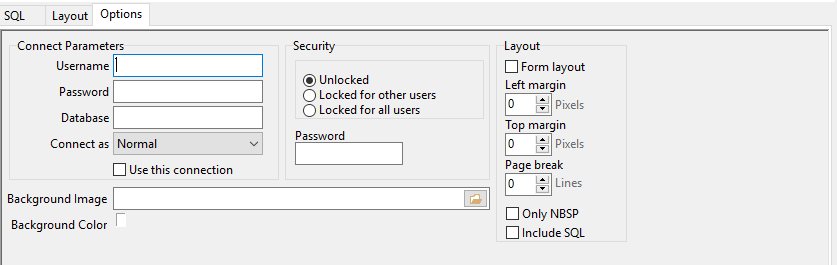 SQL Layout Options
Connect Parameters
Username
Password
Database
Connect as Normal
Use this connection
Background Image
Background Color
Security
Unlocked
Locked for other users
Locked for all users
Password
Layout
Form layout
Left margin
0 Pixels
Top margin
0 Pixels
Page break
0 Lines
Only NBSP
Include SQL